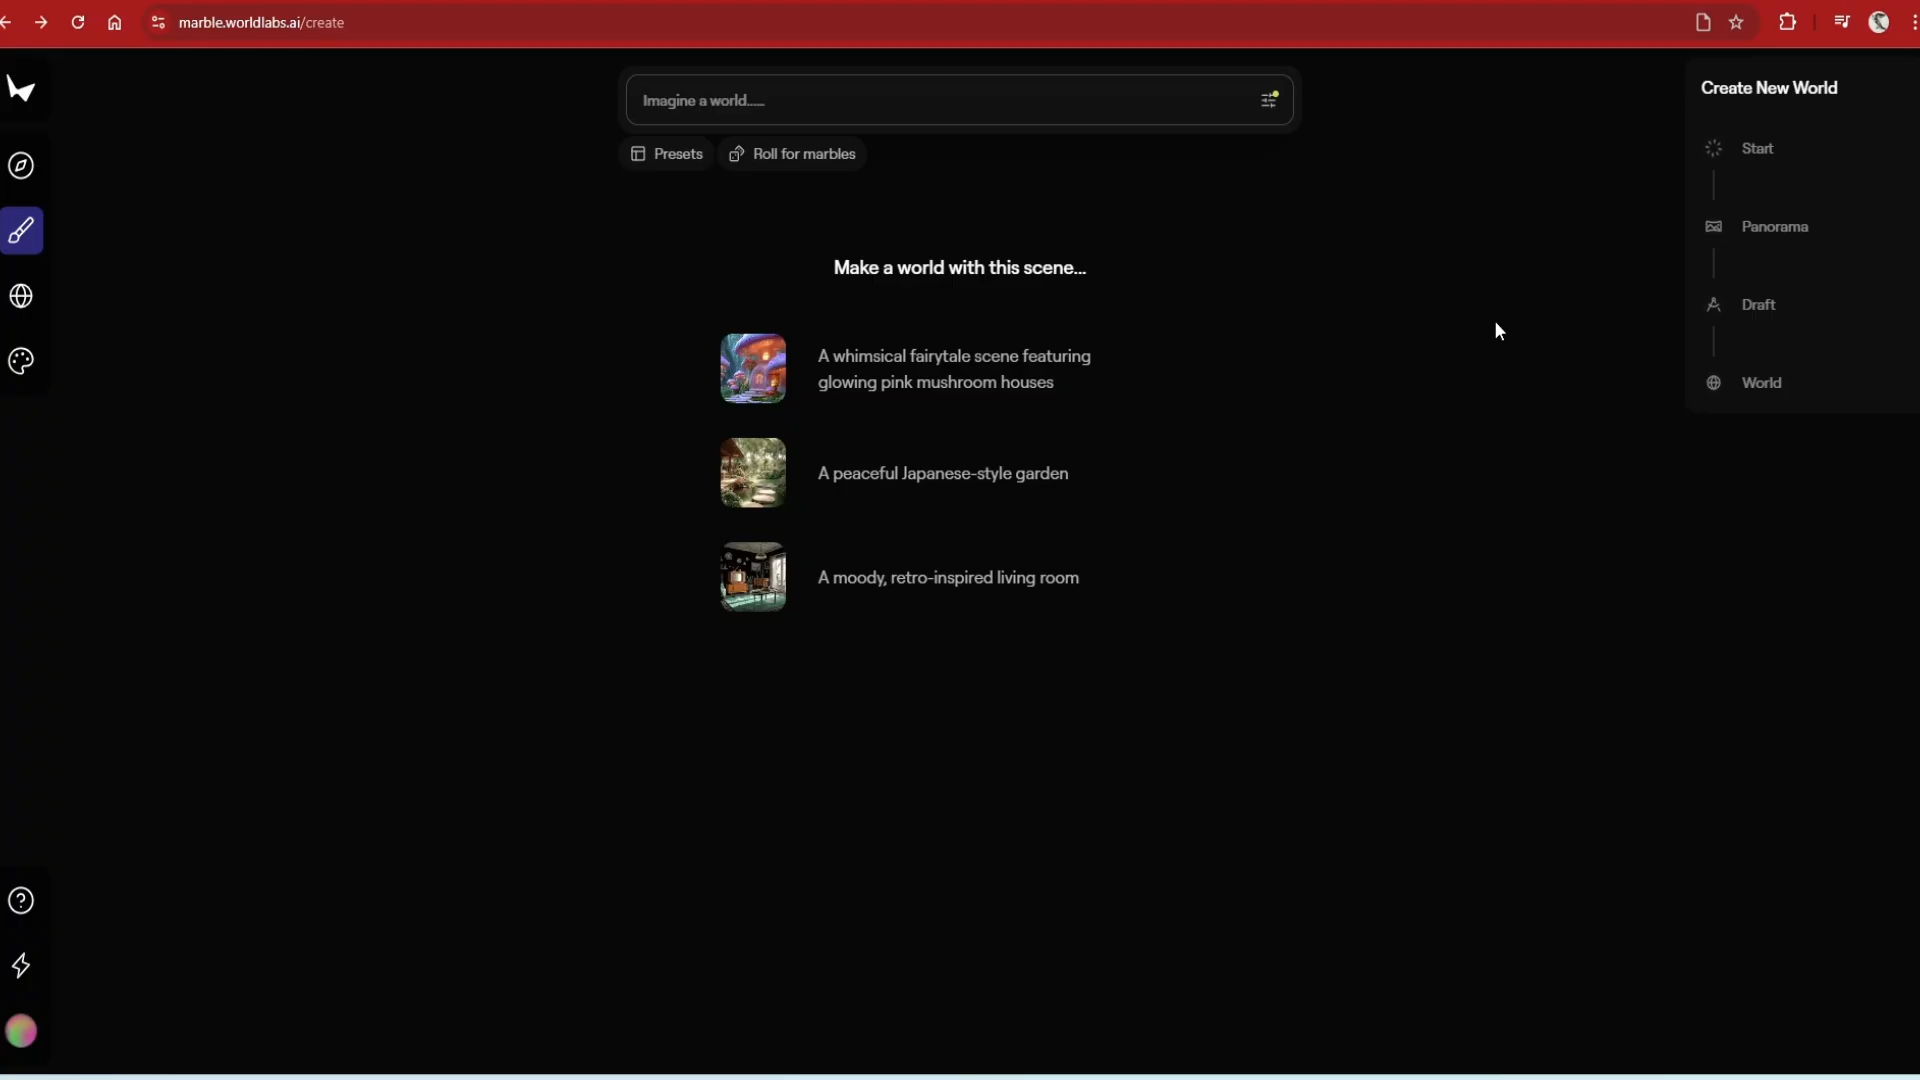 marble.worldlabs.ai/create
Imagine a world......
Presets
Roll for marbles
Make a world with this scene...
A whimsical fairytale scene featuring
glowing pink mushroom houses
A peaceful Japanese-style garden
A moody, retro-inspired living room
Create New World
Start
Panorama
Draft
World